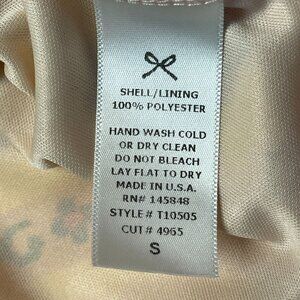 SHELL/LINING
100% POLYESTER
HAND WASH COLD
OR DRY CLEAN
DO NOT BLEACH
LAY FLAT TO DRY
MADE IN U.S.A.
RN# 145848
STYLE # T10505
CUT # 4965
S